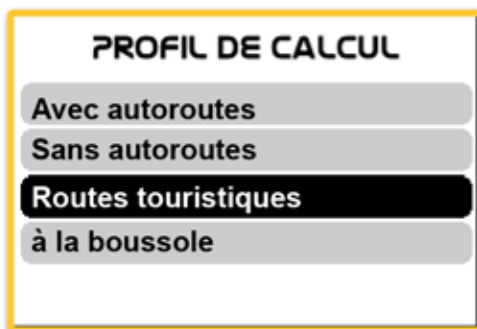 PROFIL DE CALCUL
Avec autoroutes
Sans autoroutes
Routes touristiques
à la boussole